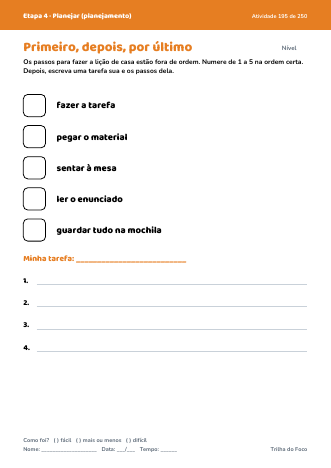 Etapa 4 · Planejar (planejamento)
Atividade 195 de 250
Primeiro, depois, por último
Nível
Os passos para fazer a lição de casa estão fora de ordem. Numere de 1 a 5 na ordem certa.
Depois, escreva uma tarefa sua e os passos dela.
fazer a tarefa
pegar o material
sentar à mesa
ler o enunciado
guardar tudo na mochila
Minha tarefa: ________________________
1.
2.
3.
4.
Como foi? ( ) fácil ( ) mais ou menos ( ) difícil
Nome: ________________ Data: ___/___ Tempo: _____
Trilha do Foco